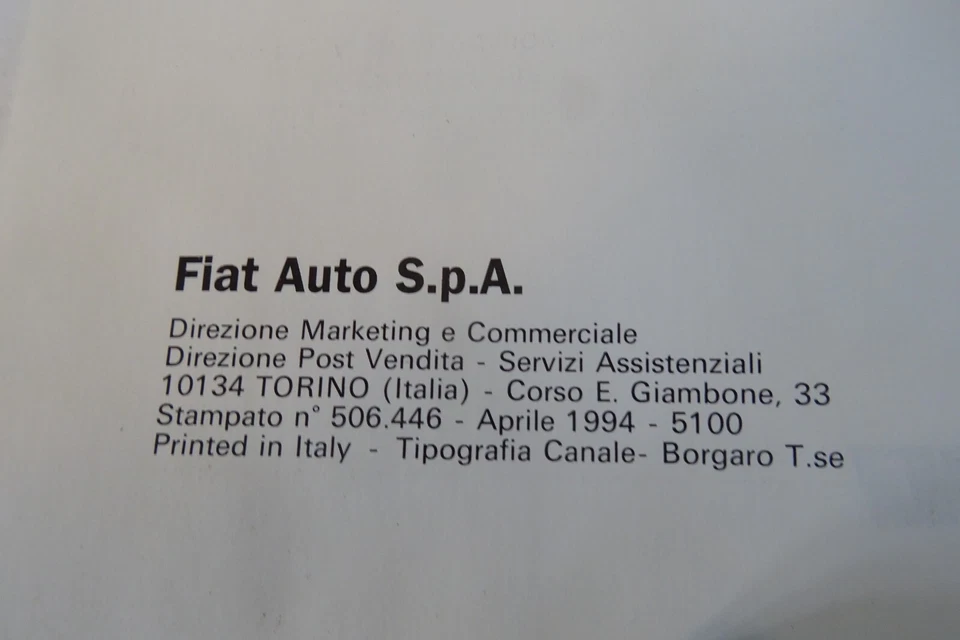 Fiat Auto S.p.A.
Direzione Marketing e Commerciale
Direzione Post Vendita - Servizi Assistenziali
10134 TORINO (Italia) - Corso E. Giambone, 33
Stampato n° 506.446 - Aprile 1994 - 5100
Printed in Italy - Tipografia Canale- Borgaro T.se